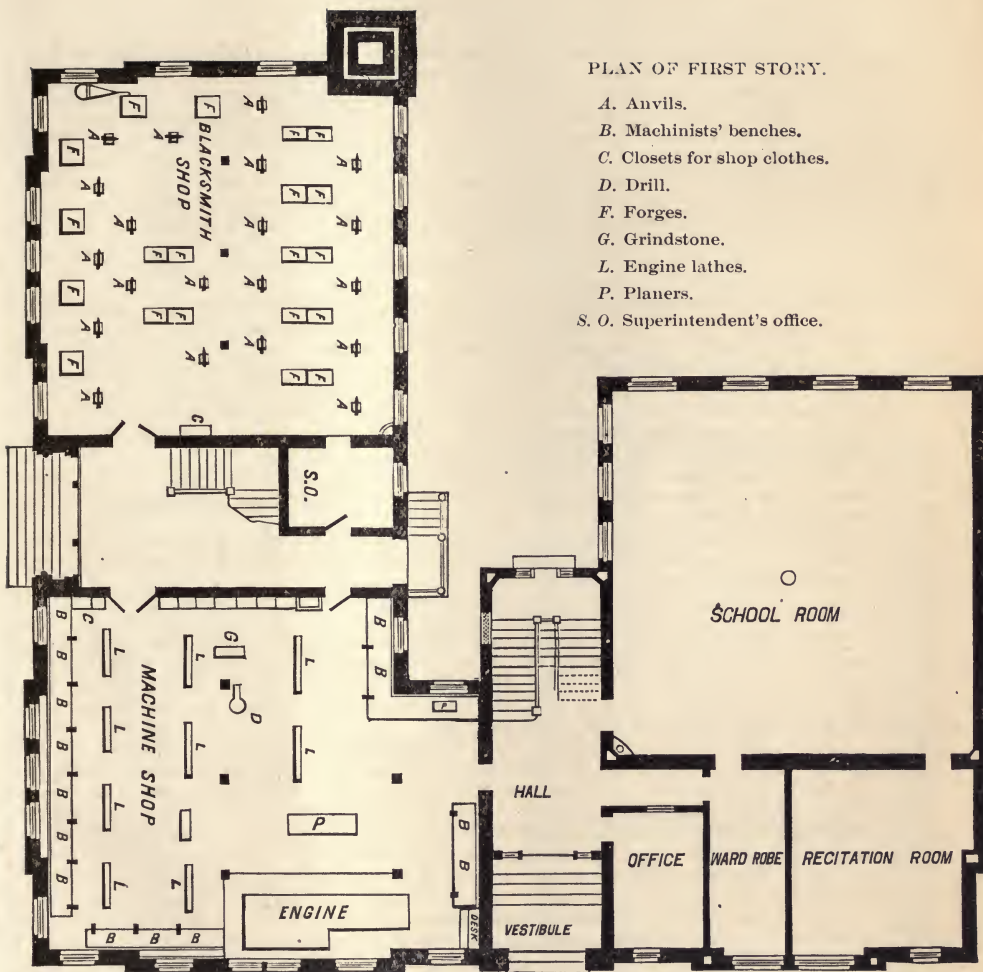 PLAN OF FIRST STORY.
A. Anvils.
B. Machinists' benches.
C. Closets for shop clothes.
D. Drill.
F. Forges.
G. Grindstone.
L. Engine lathes.
P. Planers.
S. O. Superintendent's office.
BLACKSMITH
SHOP
F
F
A
A
A
F F
F
A
A
A
F F
F
A
A
A
A
F F
F F
A
F
A
A
A
A
F F
F F
A
A
A
A
F
F F
A
A
C
S.O.
C
MACHINE SHOP
B
B
B
B
B
B
B
L
L
L
L
L
L
L
L
L
G
D
B
B
P
P
B
B
B
B
B
ENGINE
DESK
HALL
VESTIBULE
SCHOOL ROOM
OFFICE
WARD ROBE
RECITATION ROOM